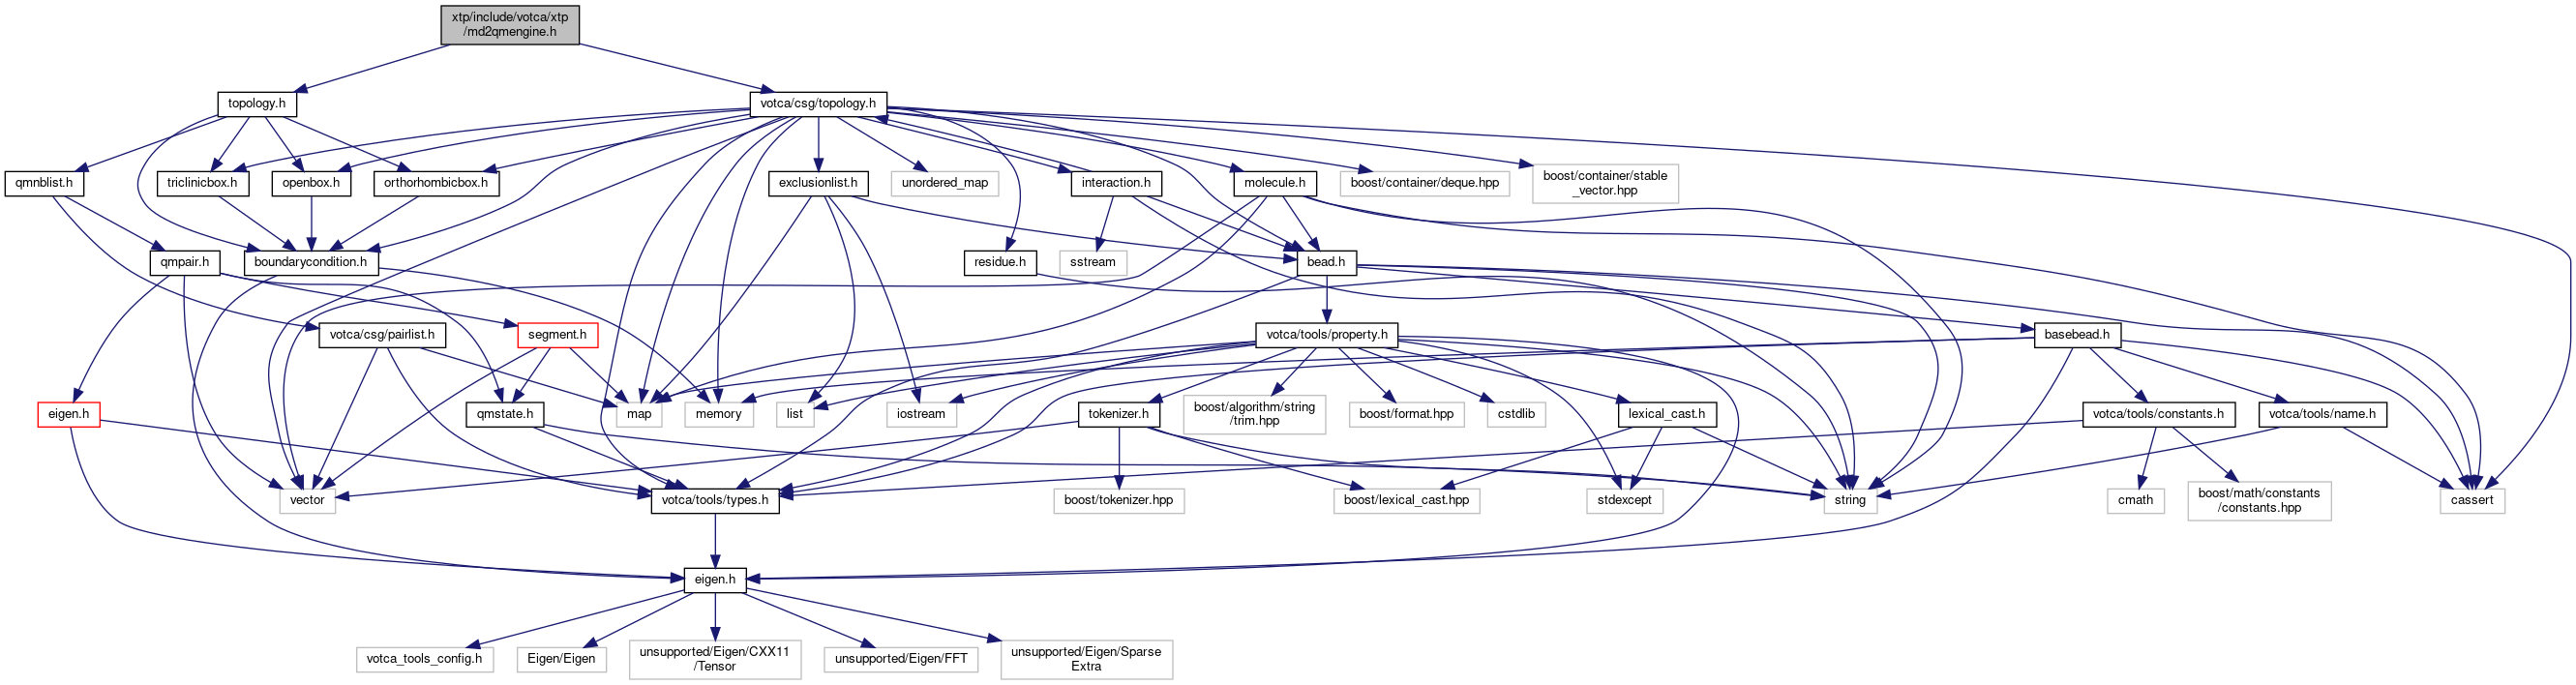 xtp/include/votca/xtp
/md2qmengine.h
topology.h
votca/csg/topology.h
qmnblist.h
triclinicbox.h
openbox.h
orthorhombicbox.h
exclusionlist.h
unordered_map
interaction.h
molecule.h
boost/container/deque.hpp
boost/container/stable
_vector.hpp
qmpair.h
boundarycondition.h
residue.h
sstream
bead.h
votca/csg/pairlist.h
segment.h
votca/tools/property.h
basebead.h
eigen.h
qmstate.h
map
memory
list
iostream
tokenizer.h
boost/algorithm/string
/trim.hpp
boost/format.hpp
cstdlib
lexical_cast.h
votca/tools/constants.h
votca/tools/name.h
vector
votca/tools/types.h
boost/tokenizer.hpp
boost/lexical_cast.hpp
stdexcept
string
cmath
boost/math/constants
/constants.hpp
cassert
eigen.h
votca_tools_config.h
Eigen/Eigen
unsupported/Eigen/CXX11
/Tensor
unsupported/Eigen/FFT
unsupported/Eigen/Sparse
Extra